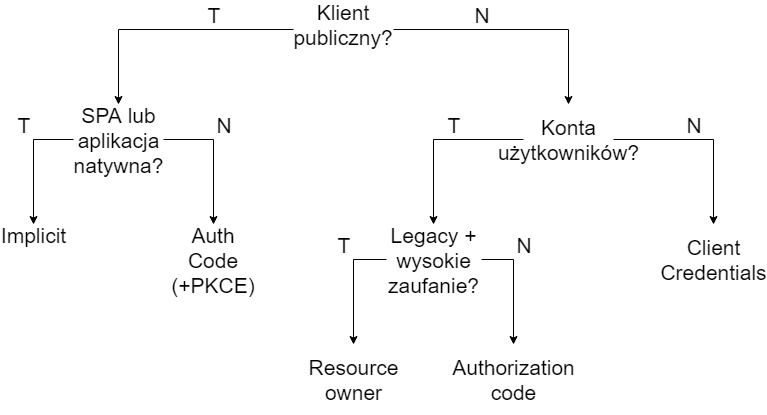 Klient
publiczny?
T
N
SPA lub
aplikacja
natywna?
T
N
Konta
użytkowników?
T
N
Implicit
Auth
Code
(+PKCE)
Legacy +
wysokie
zaufanie?
T
N
Client
Credentials
Resource
owner
Authorization
code